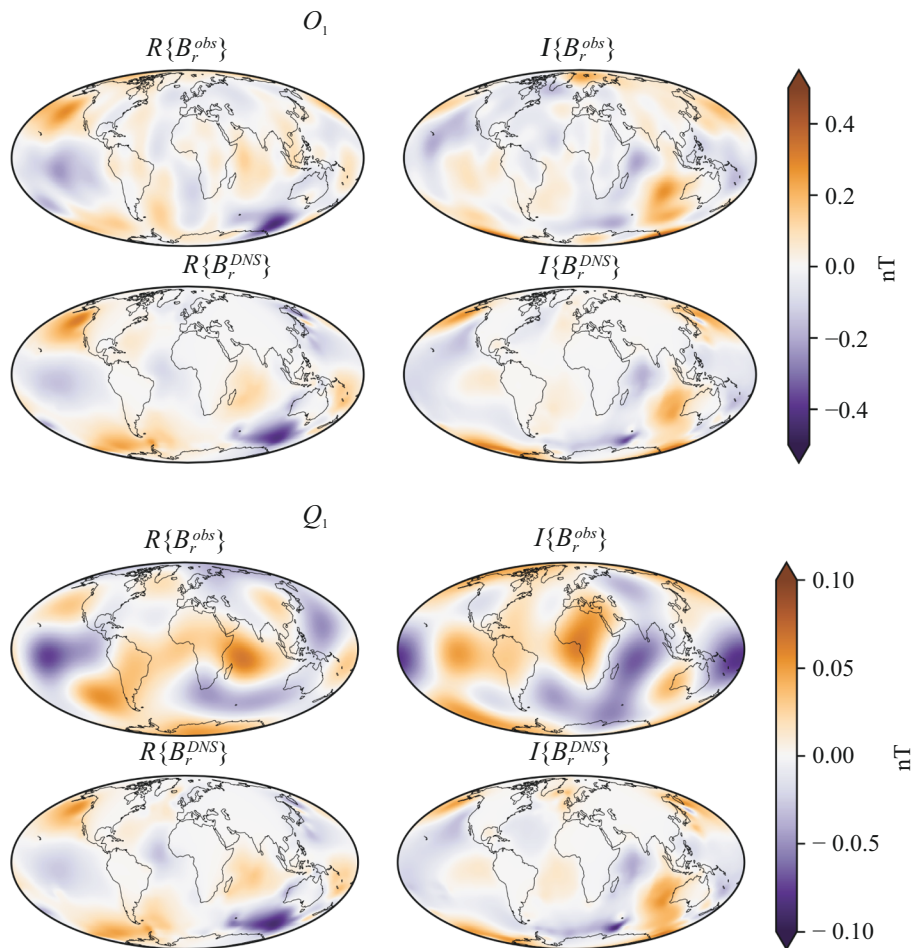 O₁
R{B_r^obs}
I{B_r^obs}
R{B_r^DNS}
I{B_r^DNS}
0.4
0.2
0.0
−0.2
−0.4
nT
Q₁
R{B_r^obs}
I{B_r^obs}
R{B_r^DNS}
I{B_r^DNS}
0.10
0.05
0.00
− 0.5
− 0.10
nT